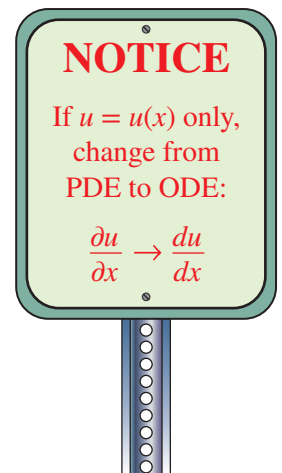 NOTICE
If u = u(x) only,
change from
PDE to ODE:
∂u/∂x → du/dx